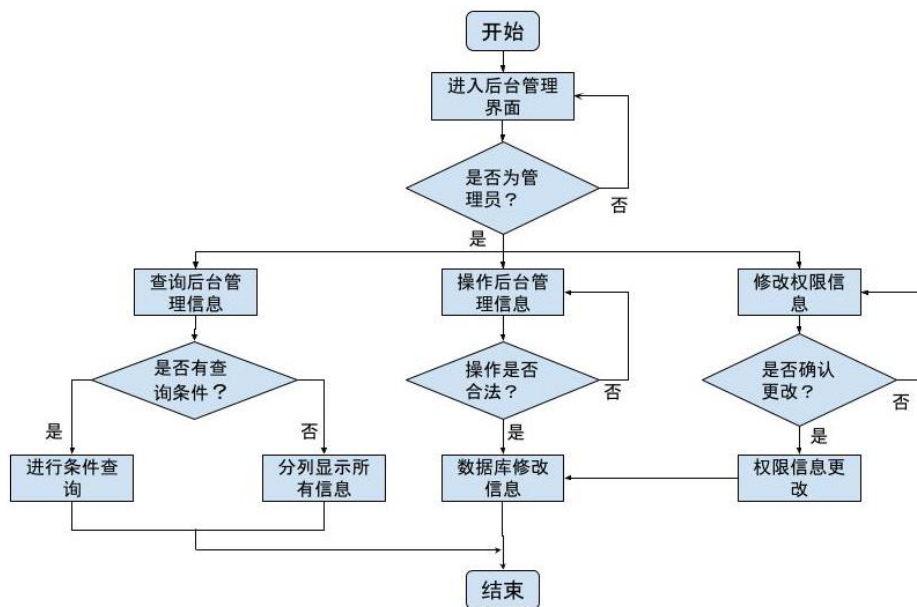 开始
进入后台管理
界面
是否为管
理员？
否
是
查询后台管
理信息
操作后台管
理信息
修改权限信
息
是否有查
询条件？
操作是否
合法？
是否确认
更改？
否
否
是
否
是
是
进行条件查
询
分列显示所
有信息
数据库修改
信息
权限信息更
改
结束